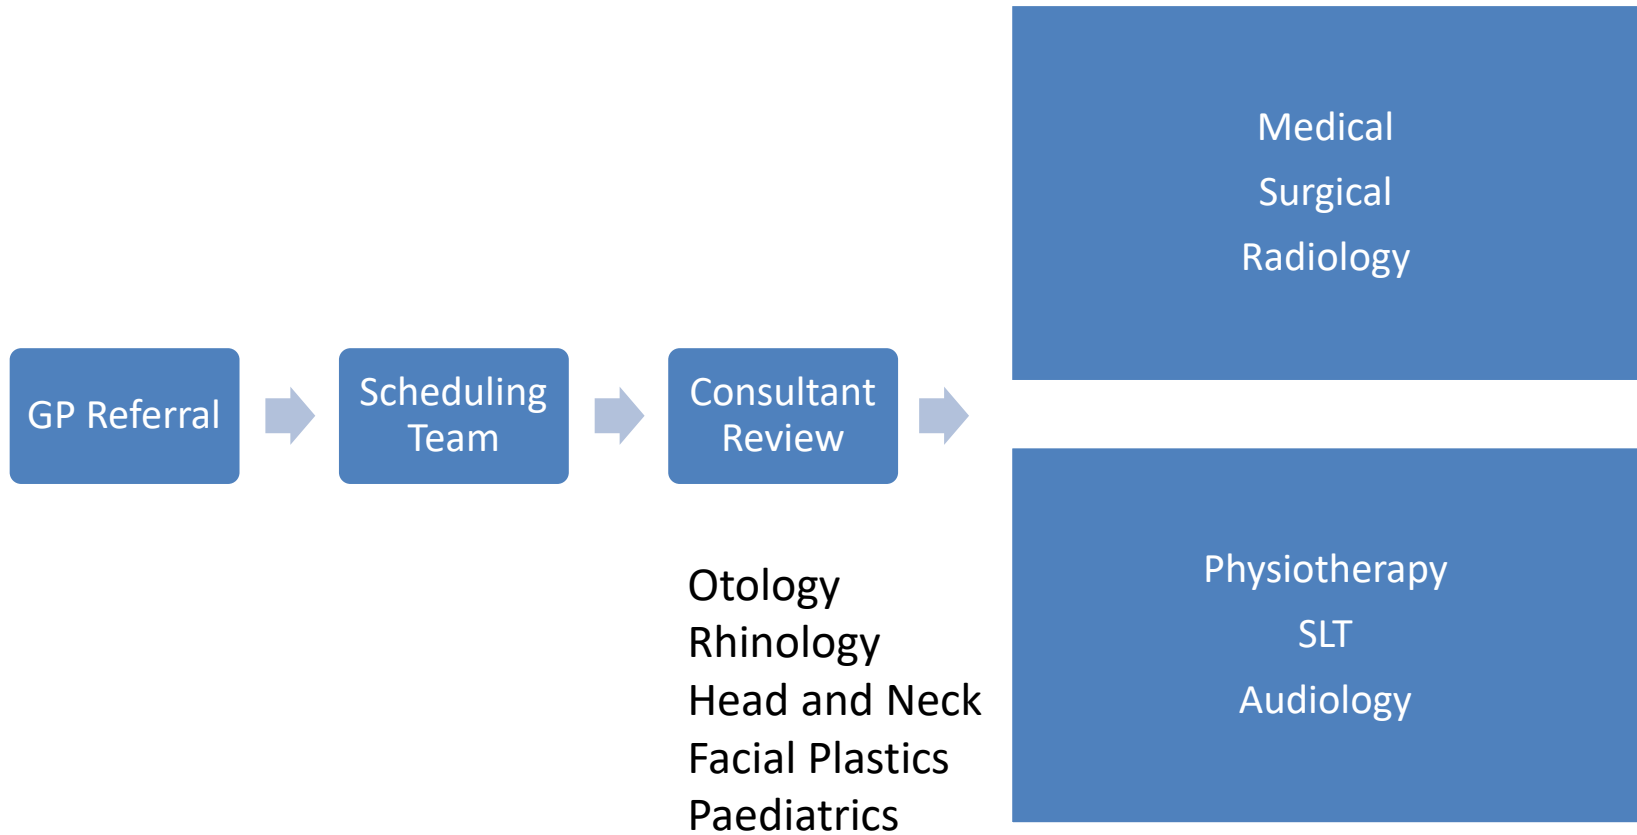 GP Referral
Scheduling
Team
Consultant
Review
Otology
Rhinology
Head and Neck
Facial Plastics
Paediatrics
Medical
Surgical
Radiology
Physiotherapy
SLT
Audiology